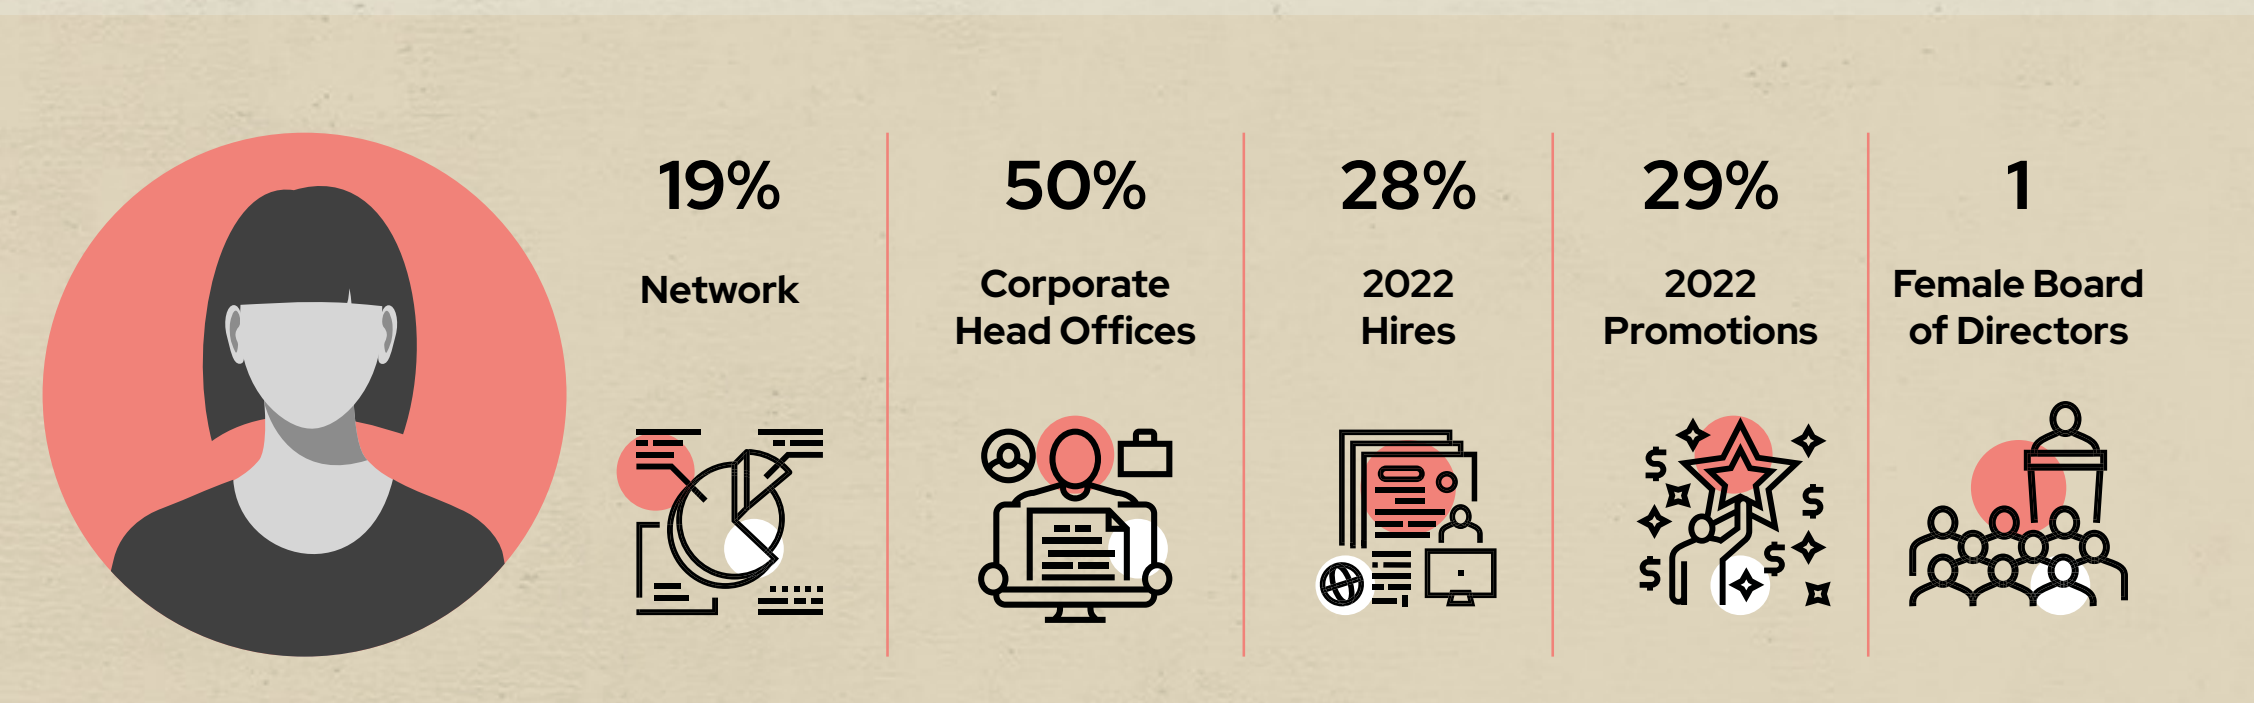 19%
Network
50%
Corporate
Head Offices
28%
2022
Hires
29%
2022
Promotions
1
Female Board
of Directors